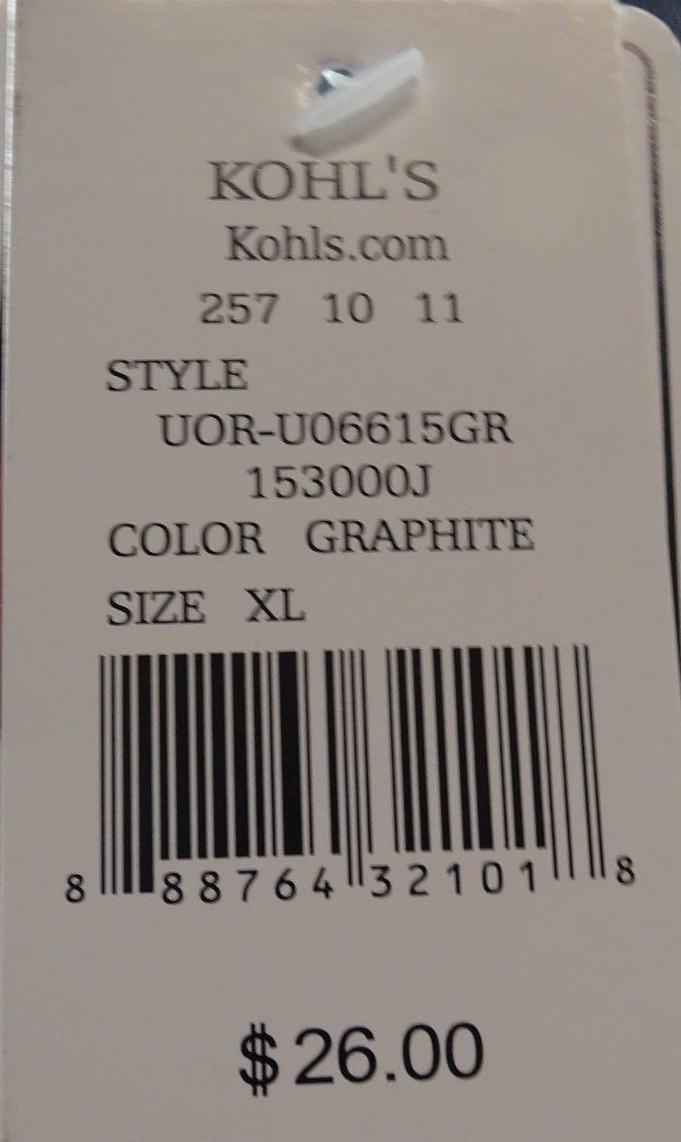 KOHL'S
Kohls.com
257 10 11
STYLE
UOR-U06615GR
153000J
COLOR GRAPHITE
SIZE XL
8 88764 32101 8
$26.00